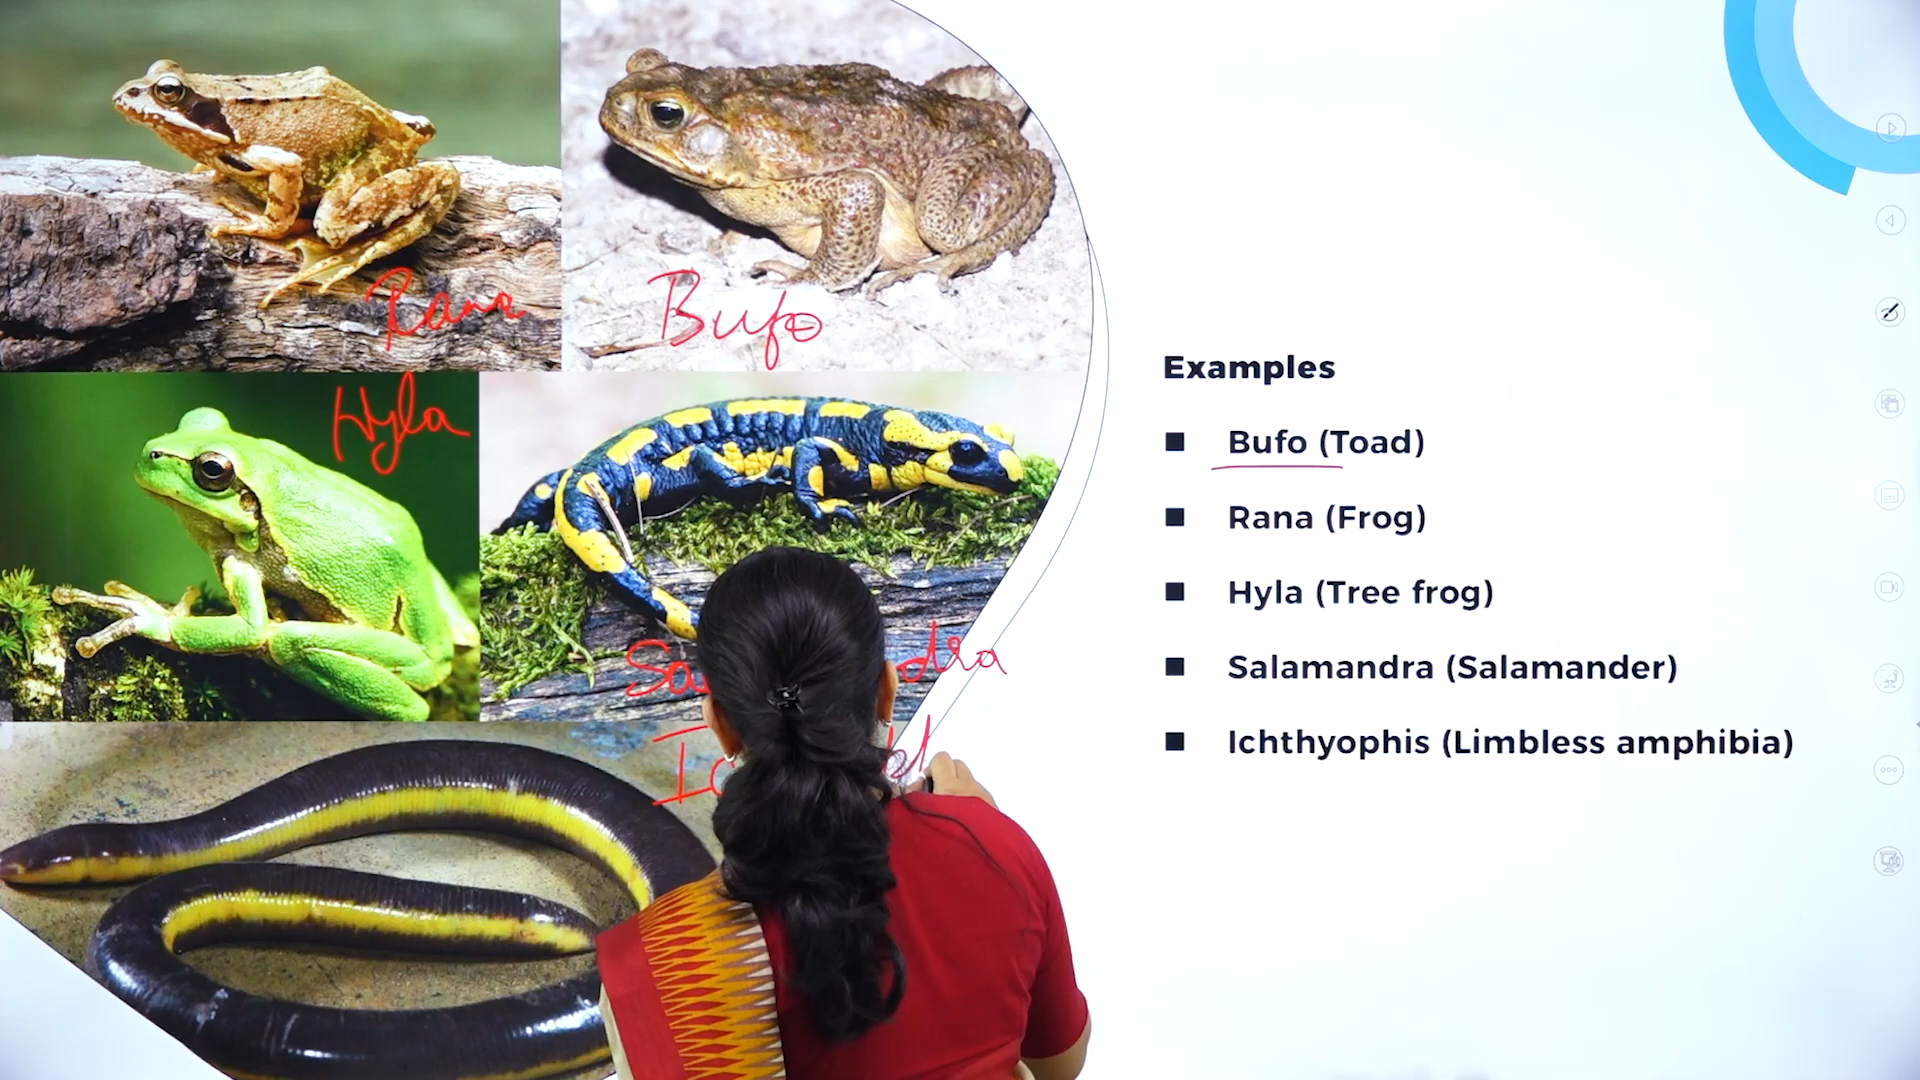 Rana
Bufo
Hyla
Examples
■ Bufo (Toad)
■ Rana (Frog)
■ Hyla (Tree frog)
■ Salamandra (Salamander)
■ Ichthyophis (Limbless amphibia)